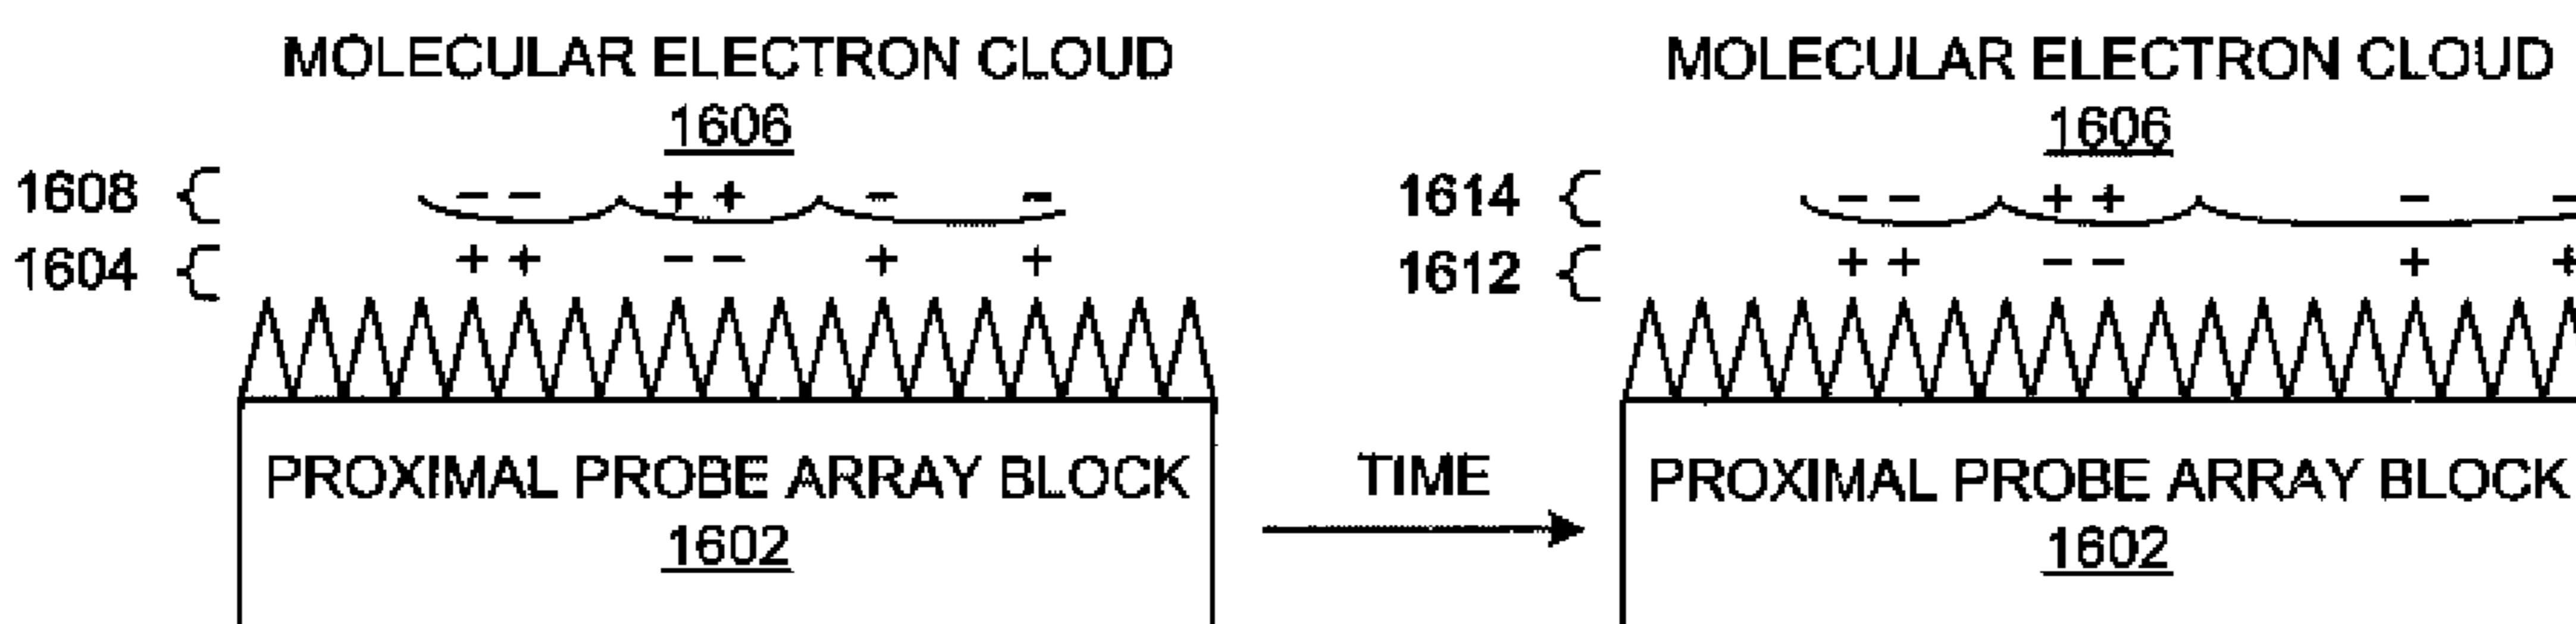 MOLECULAR ELECTRON CLOUD
1606
1608 { − − + + − −
1604 { + + − − + +
PROXIMAL PROBE ARRAY BLOCK
1602
TIME
MOLECULAR ELECTRON CLOUD
1606
1614 { − − + + − −
1612 { + + − − + +
PROXIMAL PROBE ARRAY BLOCK
1602